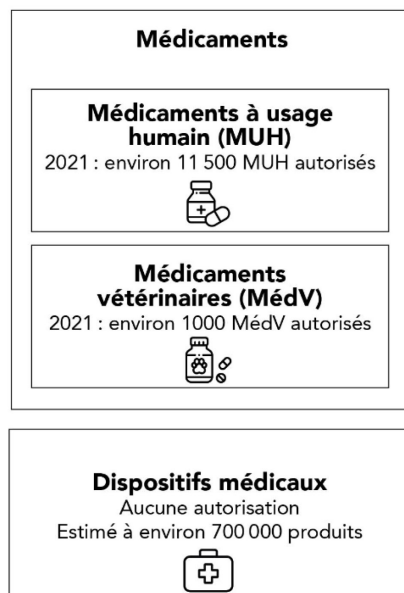 Médicaments
Médicaments à usage
humain (MUH)
2021 : environ 11 500 MUH autorisés
Médicaments
vétérinaires (MédV)
2021 : environ 1000 MédV autorisés
Dispositifs médicaux
Aucune autorisation
Estimé à environ 700 000 produits